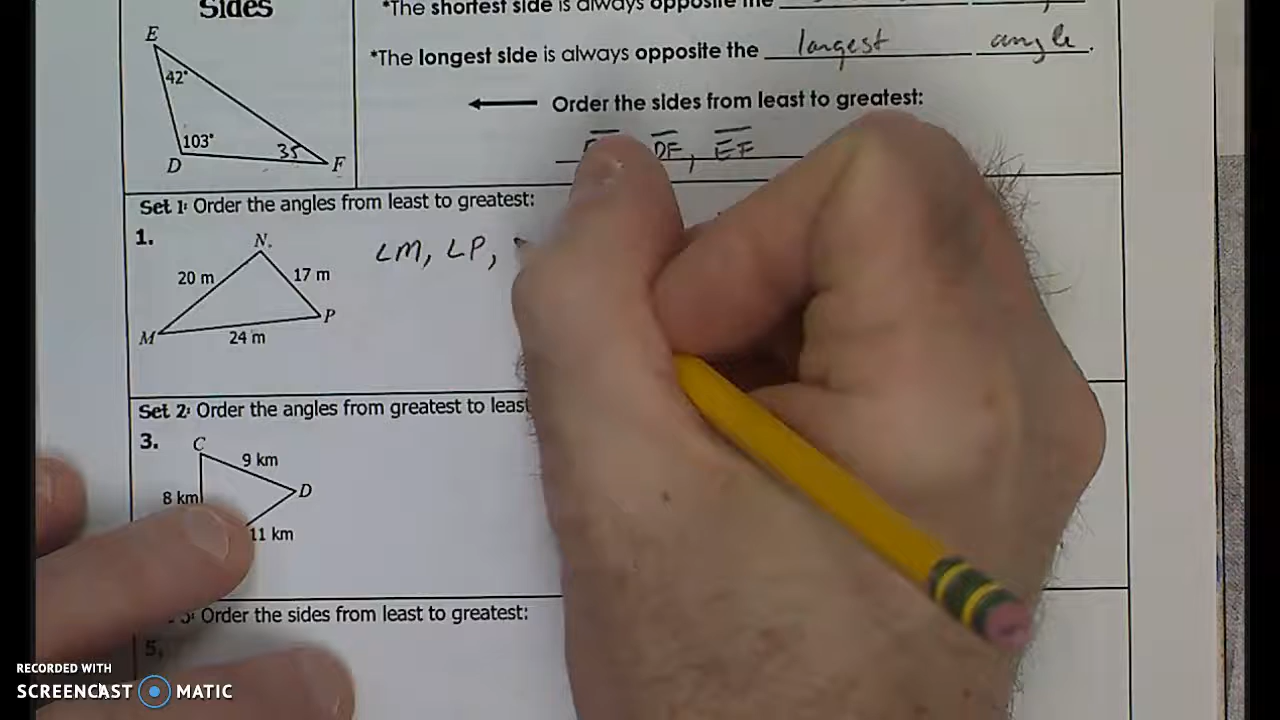 Sides
*The shortest side is always opposite the
E
*The longest side is always opposite the largest angle.
42°
Order the sides from least to greatest:
103°
35
D
F
DF, EF
Set 1: Order the angles from least to greatest:
1.
N
∠M, ∠P,
20 m
17 m
P
M
24 m
Set 2: Order the angles from greatest to least
3.
C
9 km
D
8 km
11 km
Order the sides from least to greatest:
5,
RECORDED WITH
SCREENCAST MATIC